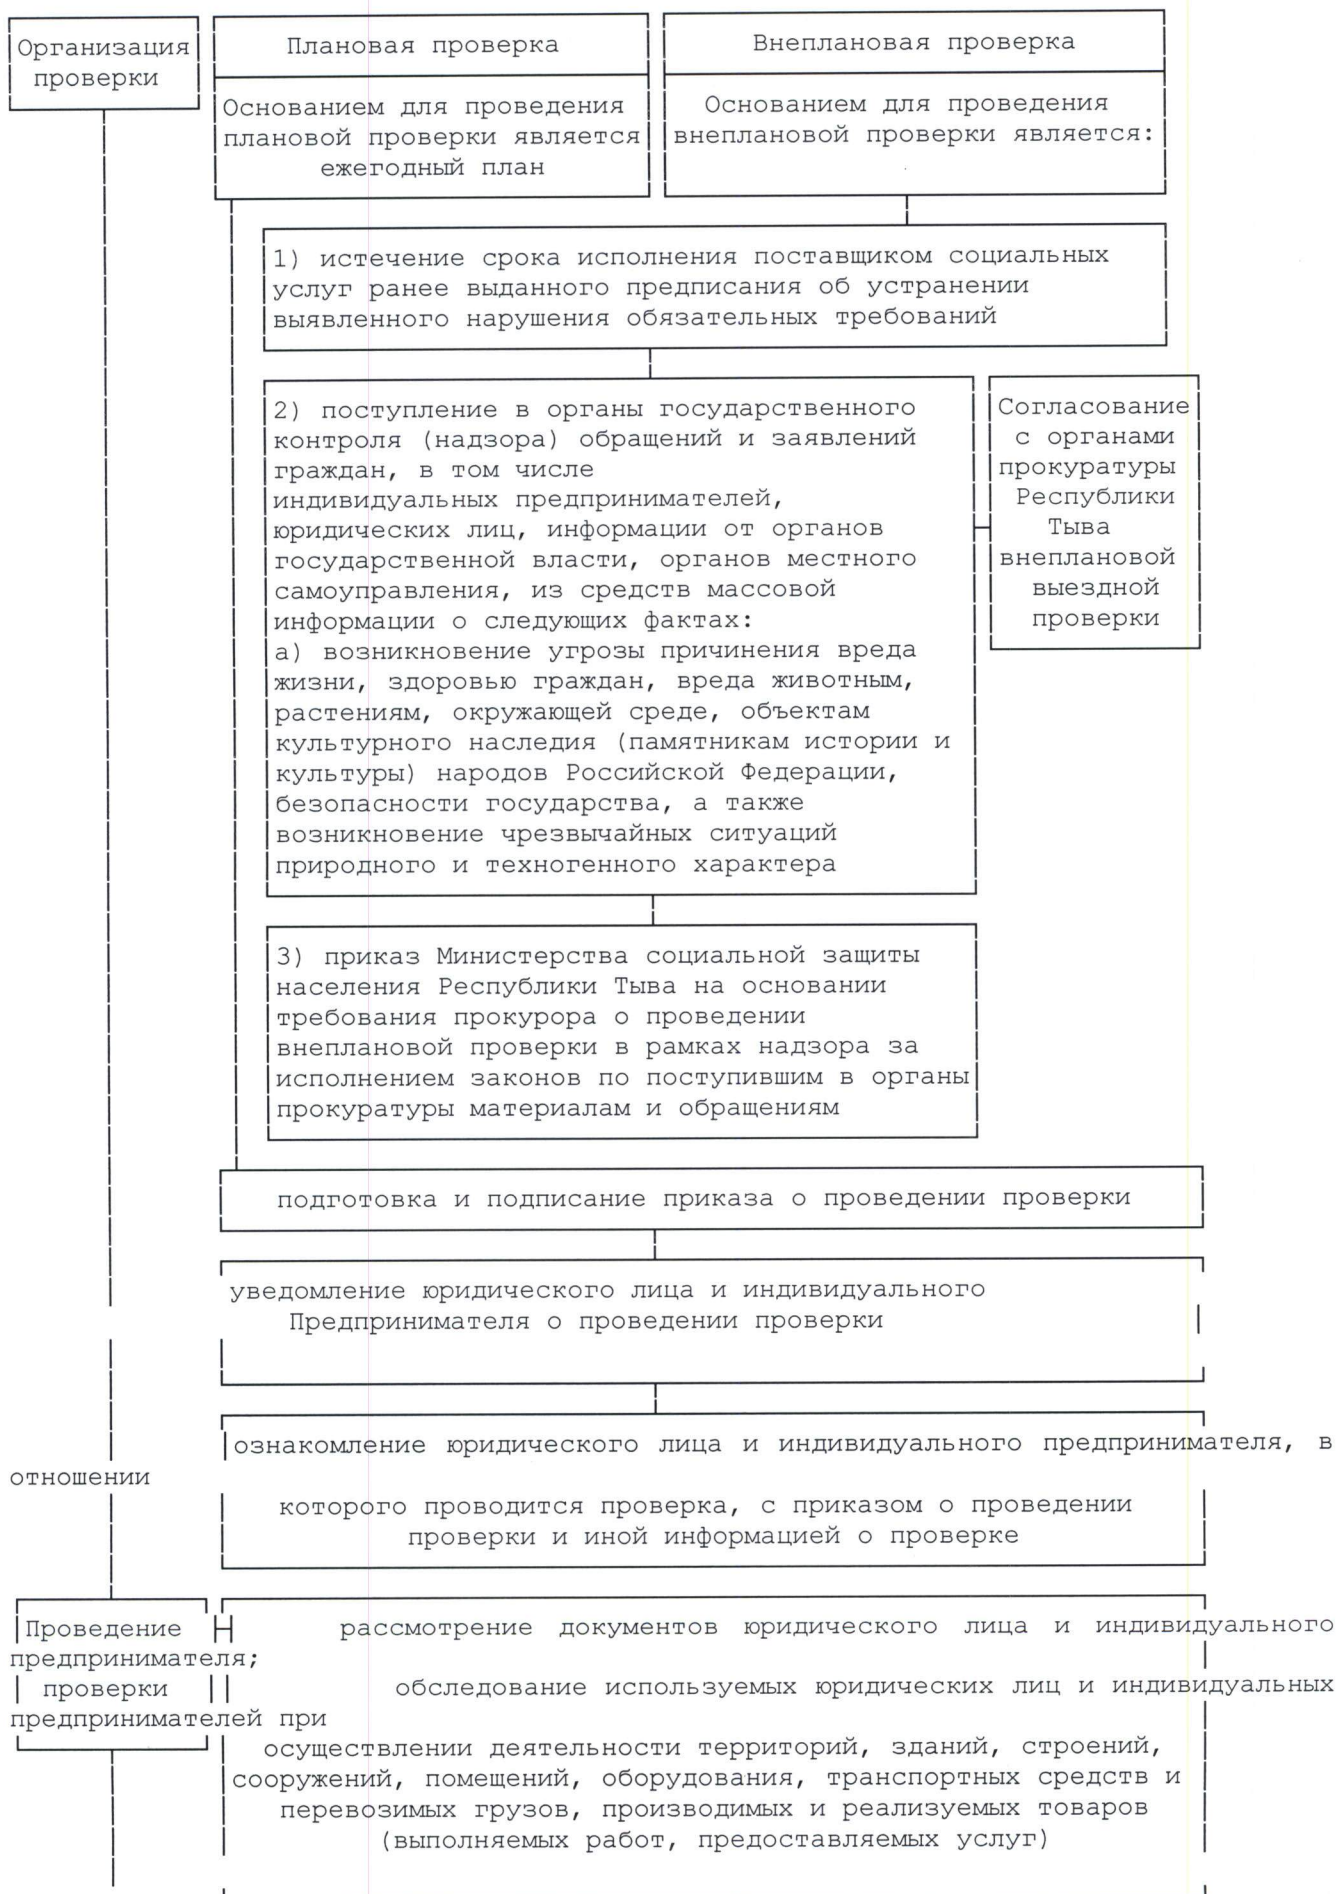 Организация
проверки
Плановая проверка
Основанием для проведения
плановой проверки является
ежегодный план
Внеплановая проверка
Основанием для проведения
внеплановой проверки является:
1) истечение срока исполнения поставщиком социальных
услуг ранее выданного предписания об устранении
выявленного нарушения обязательных требований
2) поступление в органы государственного
контроля (надзора) обращений и заявлений
граждан, в том числе
индивидуальных предпринимателей,
юридических лиц, информации от органов
государственной власти, органов местного
самоуправления, из средств массовой
информации о следующих фактах:
а) возникновение угрозы причинения вреда
жизни, здоровью граждан, вреда животным,
растениям, окружающей среде, объектам
культурного наследия (памятникам истории и
культуры) народов Российской Федерации,
безопасности государства, а также
возникновение чрезвычайных ситуаций
природного и техногенного характера
Согласование
с органами
прокуратуры
Республики
Тыва
внеплановой
выездной
проверки
3) приказ Министерства социальной защиты
населения Республики Тыва на основании
требования прокурора о проведении
внеплановой проверки в рамках надзора за
исполнением законов по поступившим в органы
прокуратуры материалам и обращениям
подготовка и подписание приказа о проведении проверки
уведомление юридического лица и индивидуального
Предпринимателя о проведении проверки
ознакомление юридического лица и индивидуального предпринимателя, в
отношении
которого проводится проверка, с приказом о проведении
проверки и иной информацией о проверке
Проведение рассмотрение документов юридического лица и индивидуального
предпринимателя;
проверки обследование используемых юридических лиц и индивидуальных
предпринимателей при
осуществлении деятельности территорий, зданий, строений,
сооружений, помещений, оборудования, транспортных средств и
перевозимых грузов, производимых и реализуемых товаров
(выполняемых работ, предоставляемых услуг)